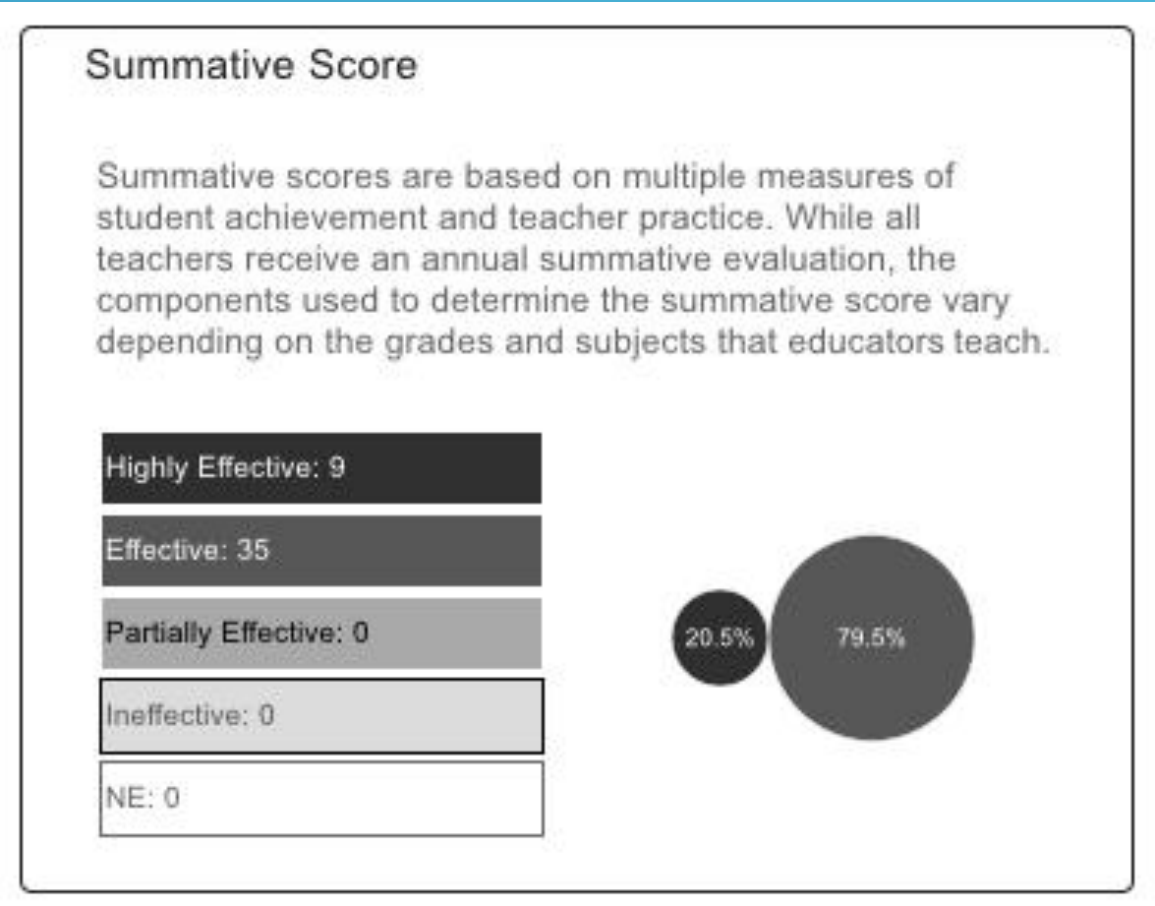 Summative Score
Summative scores are based on multiple measures of
student achievement and teacher practice. While all
teachers receive an annual summative evaluation, the
components used to determine the summative score vary
depending on the grades and subjects that educators teach.
Highly Effective: 9
Effective: 35
Partially Effective: 0
Ineffective: 0
NE: 0
20.5%
79.5%